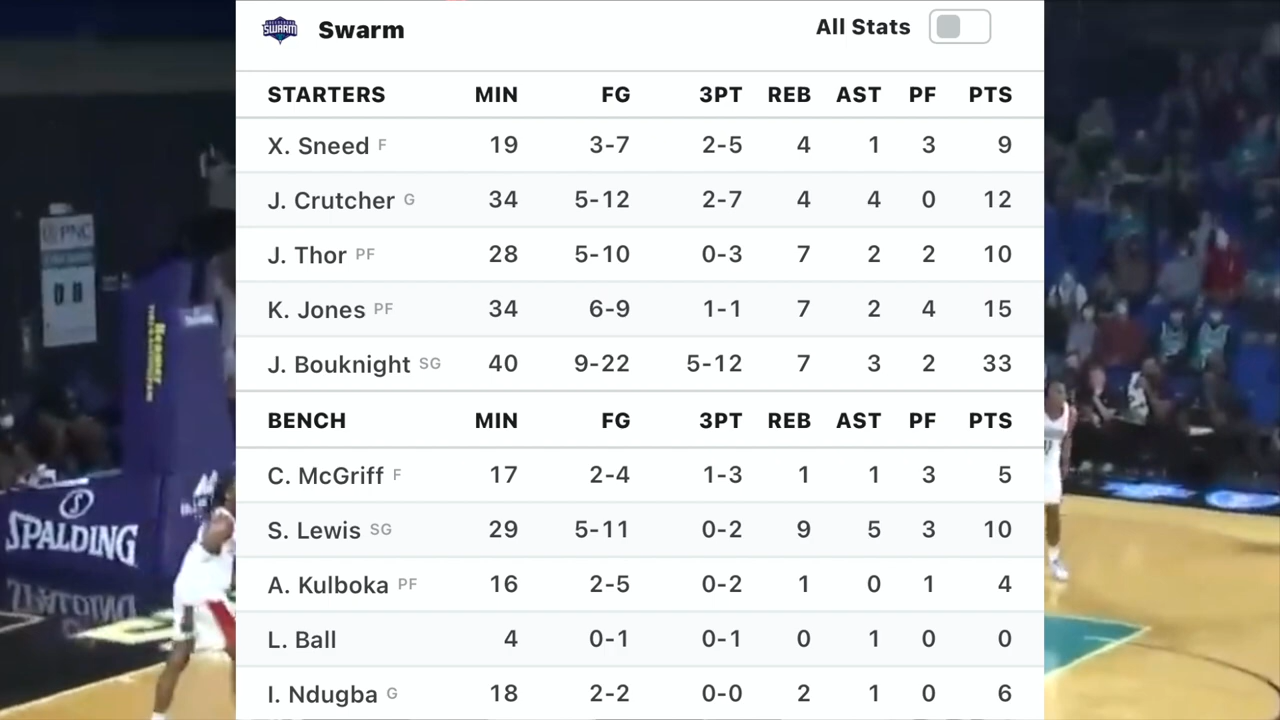 SWARM Swarm All Stats
STARTERS MIN FG 3PT REB AST PF PTS
X. Sneed F 19 3-7 2-5 4 1 3 9
J. Crutcher G 34 5-12 2-7 4 4 0 12
J. Thor PF 28 5-10 0-3 7 2 2 10
K. Jones PF 34 6-9 1-1 7 2 4 15
J. Bouknight SG 40 9-22 5-12 7 3 2 33
BENCH MIN FG 3PT REB AST PF PTS
C. McGriff F 17 2-4 1-3 1 1 3 5
S. Lewis SG 29 5-11 0-2 9 5 3 10
A. Kulboka PF 16 2-5 0-2 1 0 1 4
L. Ball 4 0-1 0-1 0 1 0 0
I. Ndugba G 18 2-2 0-0 2 1 0 6
PNC
SPALDING